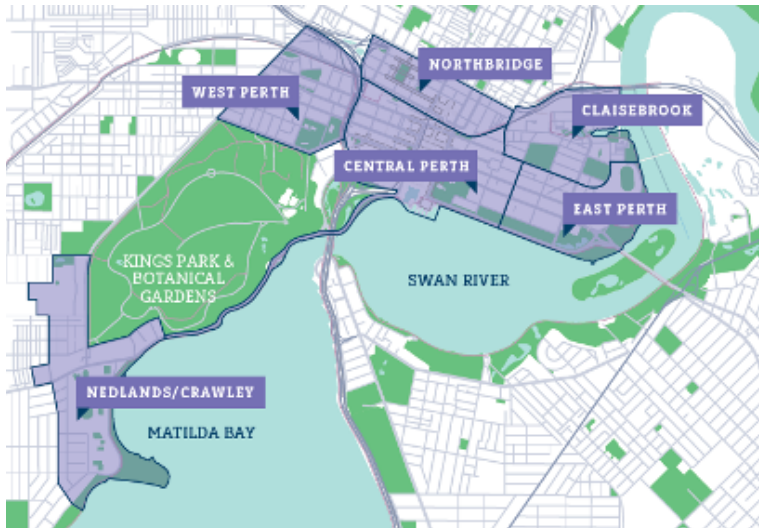 NORTHBRIDGE
WEST PERTH
CLAISEBROOK
CENTRAL PERTH
EAST PERTH
KINGS PARK &
BOTANICAL
GARDENS
SWAN RIVER
NEDLANDS/CRAWLEY
MATILDA BAY